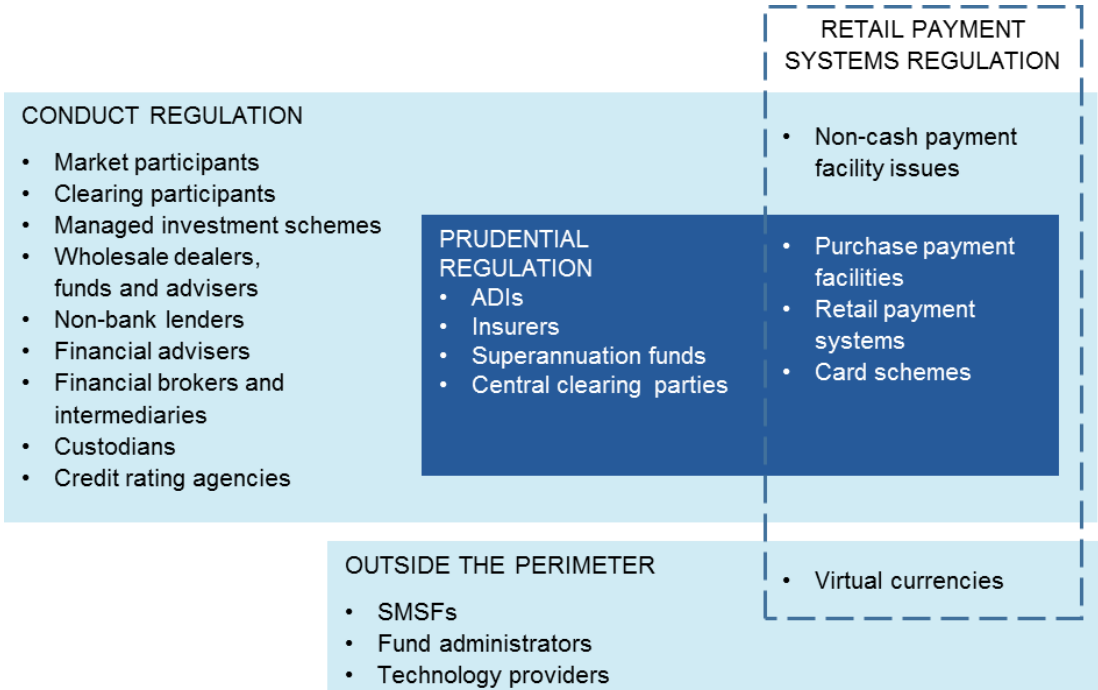 RETAIL PAYMENT
SYSTEMS REGULATION
CONDUCT REGULATION
• Market participants
• Clearing participants
• Managed investment schemes
• Wholesale dealers,
funds and advisers
• Non-bank lenders
• Financial advisers
• Financial brokers and
intermediaries
• Custodians
• Credit rating agencies
• Non-cash payment
facility issues
PRUDENTIAL
REGULATION
• ADIs
• Insurers
• Superannuation funds
• Central clearing parties
• Purchase payment
facilities
• Retail payment
systems
• Card schemes
OUTSIDE THE PERIMETER
• SMSFs
• Fund administrators
• Technology providers
• Virtual currencies